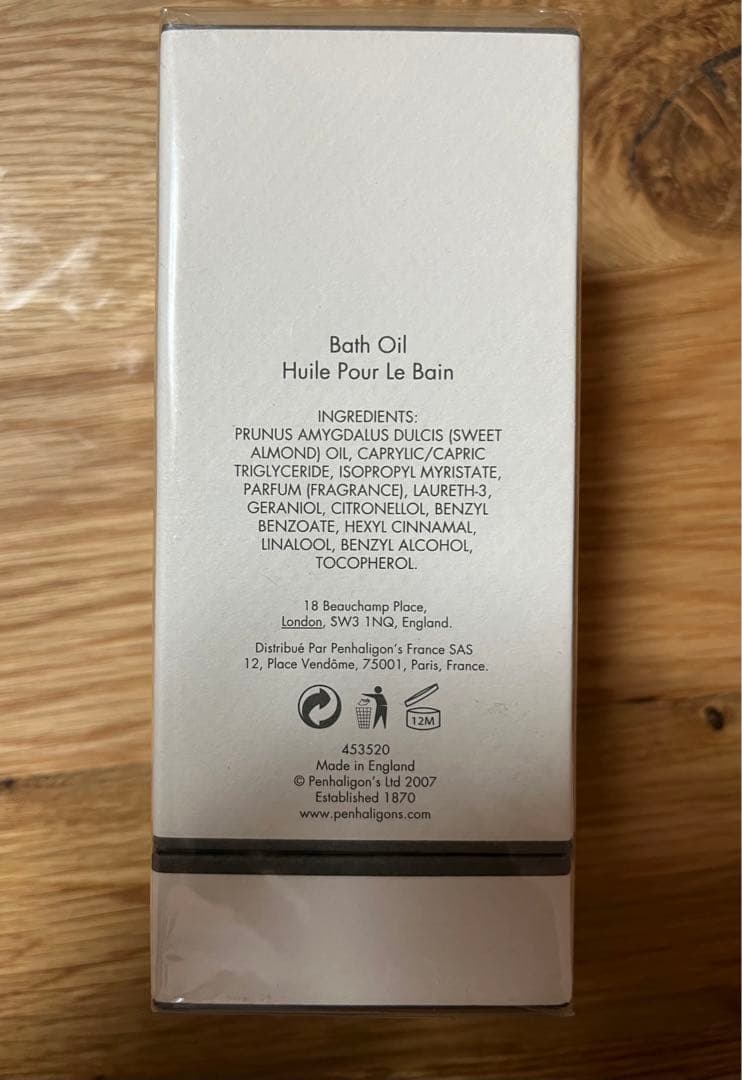 Bath Oil
Huile Pour Le Bain
INGREDIENTS:
PRUNUS AMYGDALUS DULCIS (SWEET
ALMOND) OIL, CAPRYLIC/CAPRIC
TRIGLYCERIDE, ISOPROPYL MYRISTATE,
PARFUM (FRAGRANCE), LAURETH-3,
GERANIOL, CITRONELLOL, BENZYL
BENZOATE, HEXYL CINNAMAL,
LINALOOL, BENZYL ALCOHOL,
TOCOPHEROL.
18 Beauchamp Place,
London, SW3 1NQ, England.
Distribué Par Penhaligon's France SAS
12, Place Vendôme, 75001, Paris, France.
12M
453520
Made in England
© Penhaligon's Ltd 2007
Established 1870
www.penhaligons.com